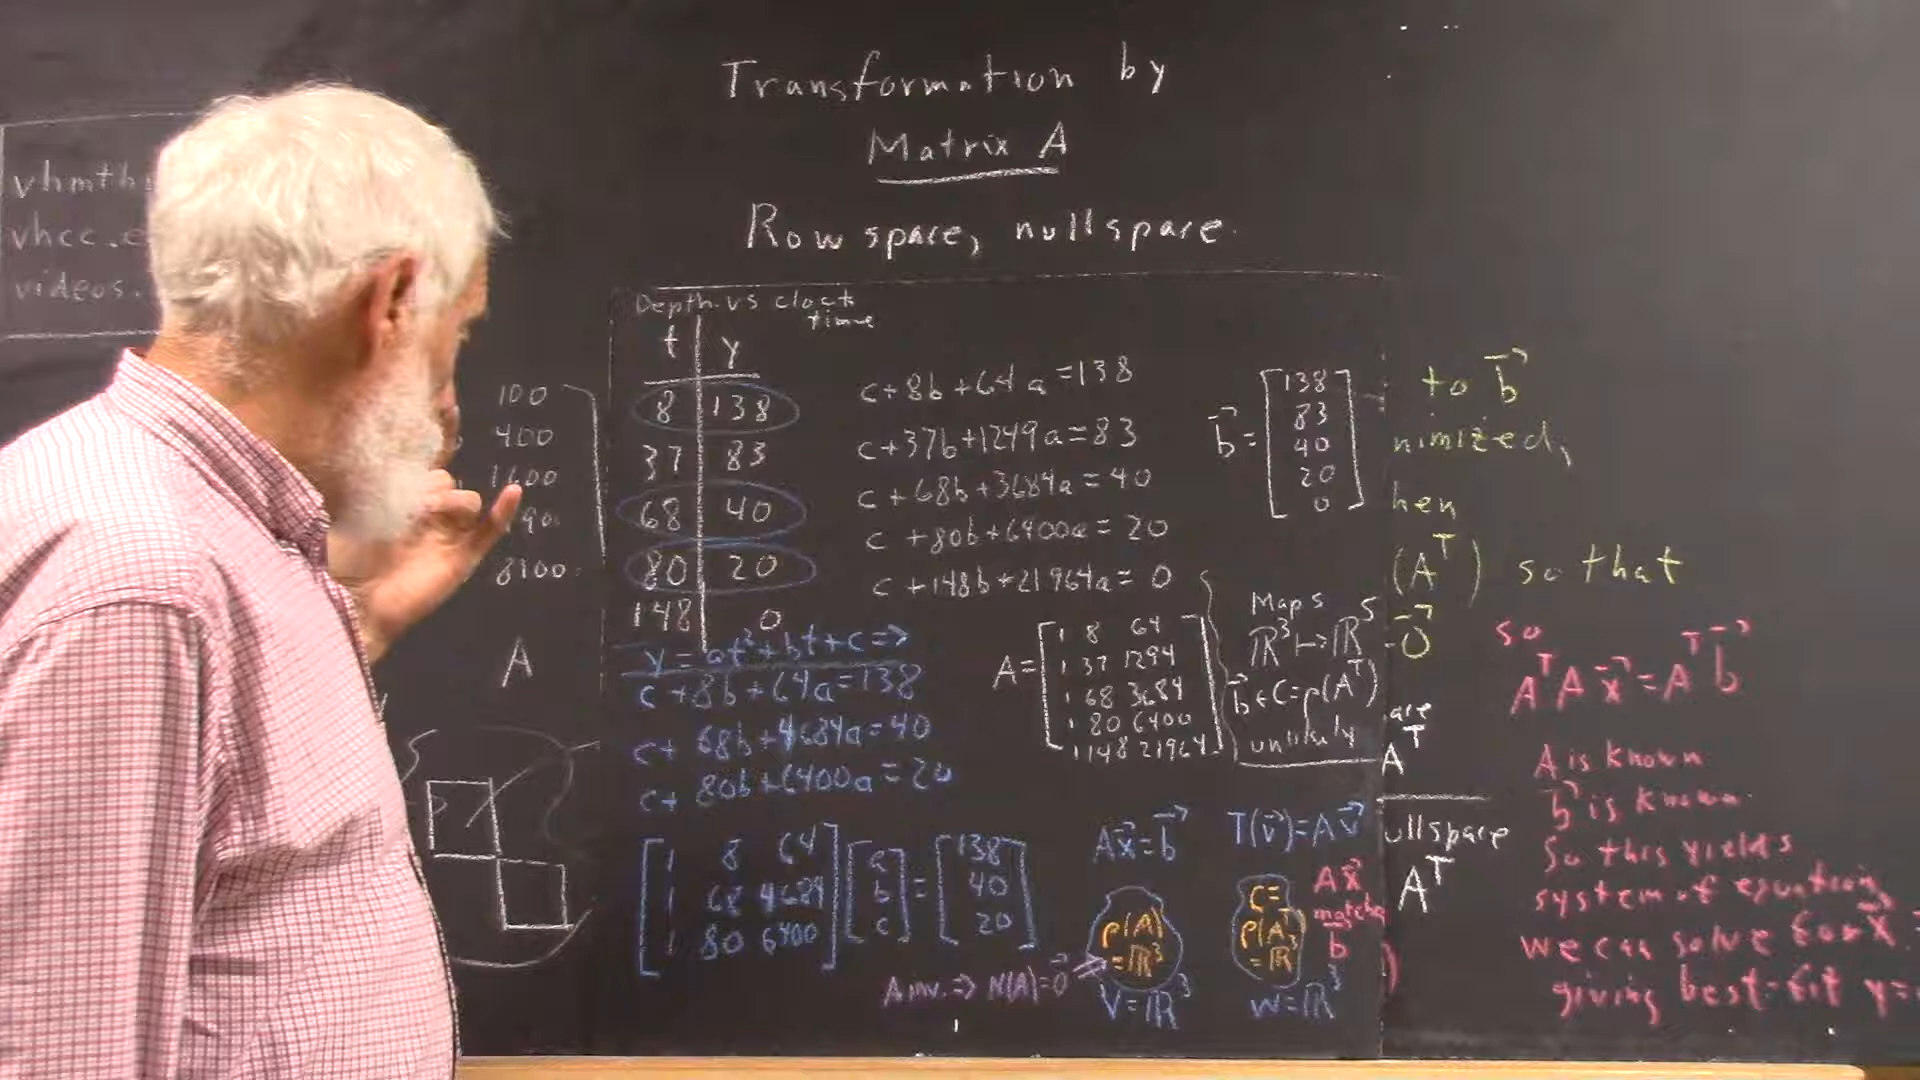 Transformation by
Matrix A
Row space, nullspace.
vhmth
vhcc.e
videos.
100
400
1600
90
8100
A
Depth vs clock
time
t y
8 138
37 83
68 40
80 20
148 0
c+8b+64a=138
c+37b+1249a=83
c+68b+3684a=40
c+80b+6400a=20
c+148b+21964a=0
b=[138
83
40
20
0]
y=at²+bt+c=>
c+8b+64a=138
c+68b+4684a=40
c+80b+6400a=20
A=[1 8 64
1 37 1294
1 68 3684
1 80 6400
1 148 21964]
Maps
ℝ³↦ℝ⁵
b∈C=ρ(Aᵀ)
unlikely
[1 8 64
1 68 4684
1 80 6400]
[a
b
c]
=[138
40
20]
Ax=b
T(v)=Av
ρ(A)
=ℝ³
V=ℝ³
C=
ρ(Aᵀ)
=ℝ³
W=ℝ³
Ax
matches
b
A inv. => N(A)=0
to b
nimized,
hen
(Aᵀ) so that
=0
are
Aᵀ
ullspace
Aᵀ
so
AᵀAx=Aᵀb
A is known
b is known
So this yields
system of equations
we can solve for x
giving best-fit y=